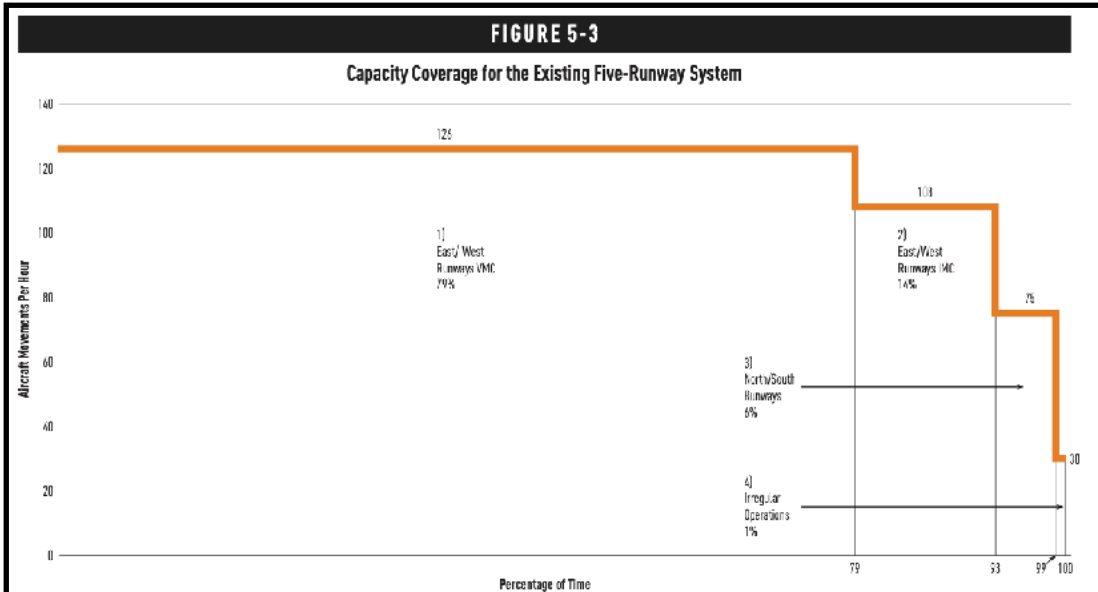 FIGURE 5-3
Capacity Coverage for the Existing Five-Runway System
140
120
100
80
60
40
20
0
Aircraft Movements Per Hour
126
1)
East/ West
Runways VMC
79%
108
2)
East/West
Runways IMC
14%
75
3)
North/South
Runways
6%
30
4)
Irregular
Operations
1%
79
93
99
100
Percentage of Time